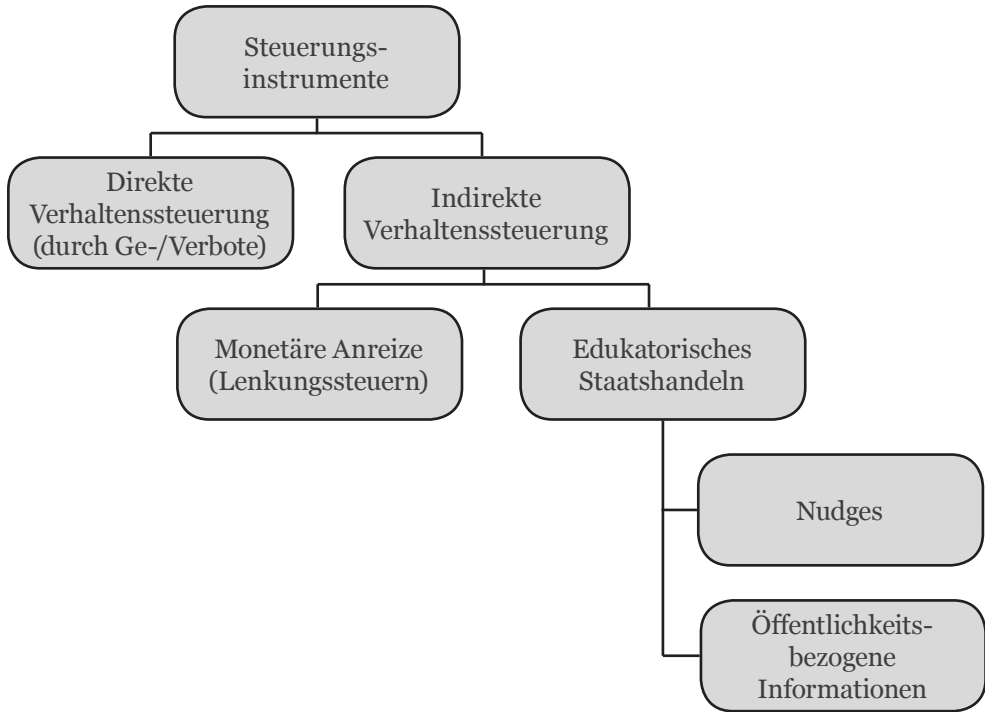 Steuerungs-
instrumente
Direkte
Verhaltenssteuerung
(durch Ge-/Verbote)
Indirekte
Verhaltenssteuerung
Monetäre Anreize
(Lenkungssteuern)
Edukatorisches
Staatshandeln
Nudges
Öffentlichkeits-
bezogene
Informationen